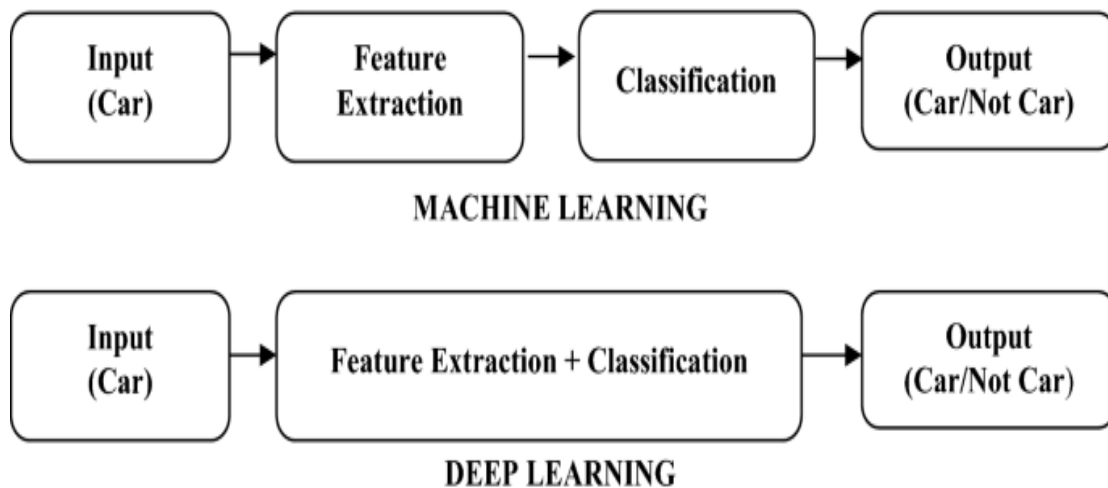 Input
(Car)
Feature
Extraction
Classification
Output
(Car/Not Car)
MACHINE LEARNING
Input
(Car)
Feature Extraction + Classification
Output
(Car/Not Car)
DEEP LEARNING